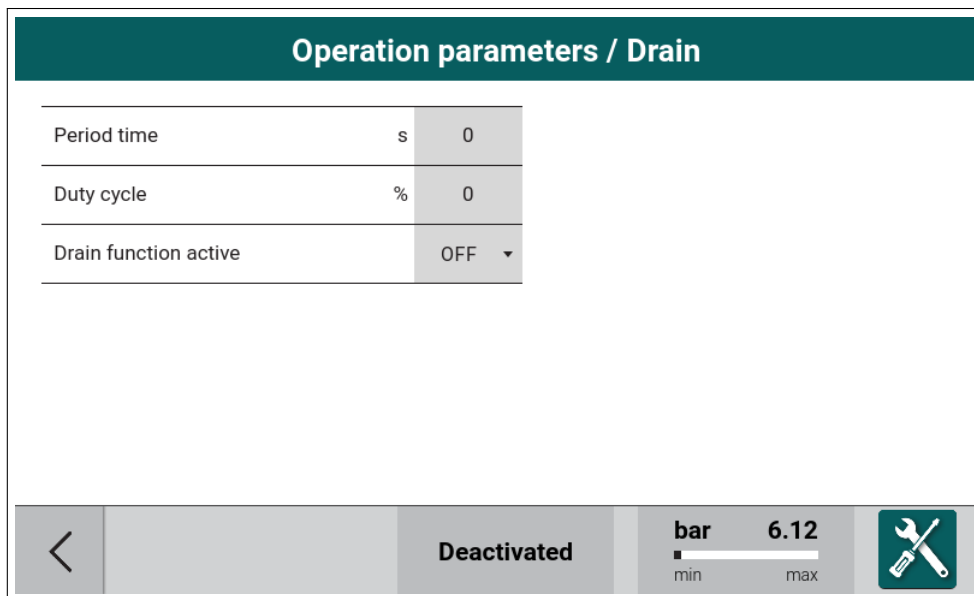 Operation parameters / Drain
Period time s 0
Duty cycle % 0
Drain function active OFF
Deactivated
bar 6.12
min max